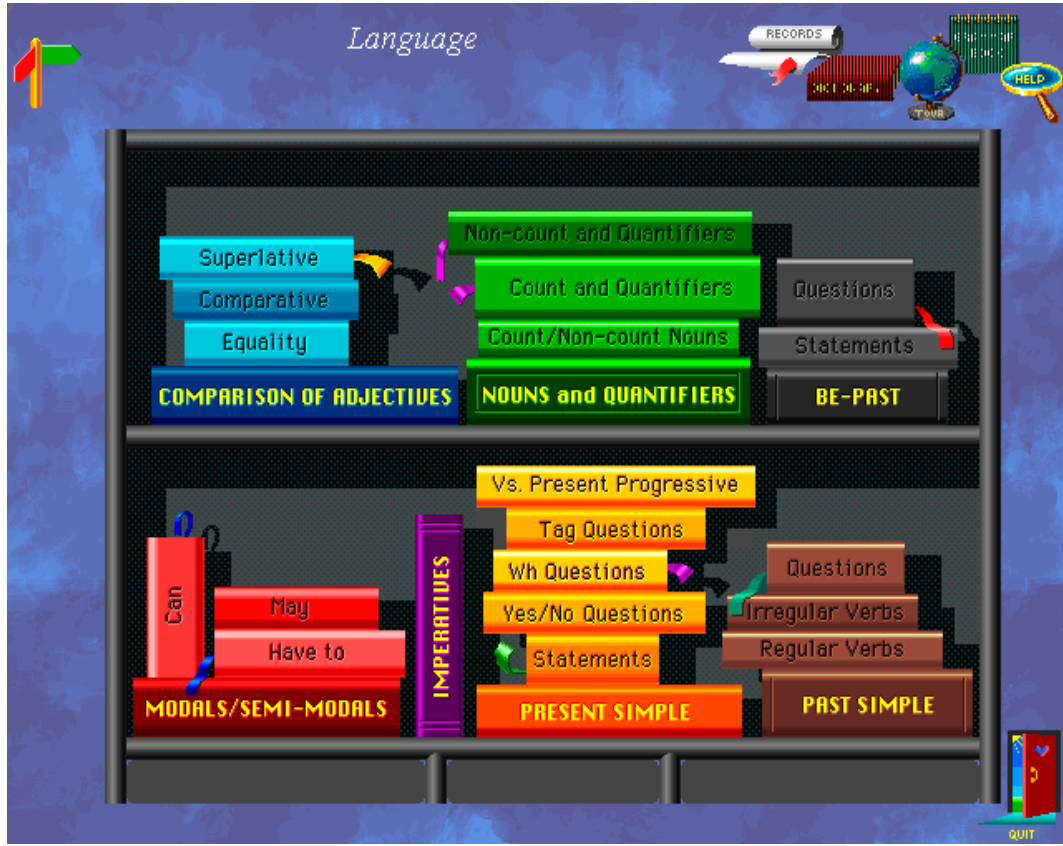 Language
RECORDS
TOUR
HELP
Superlative
Comparative
Equality
COMPARISON OF ADJECTIVES
Non-count and Quantifiers
Count and Quantifiers
Count/Non-count Nouns
NOUNS and QUANTIFIERS
Questions
Statements
BE-PAST
Can
May
Have to
MODALS/SEMI-MODALS
IMPERATIVES
Vs. Present Progressive
Tag Questions
Wh Questions
Yes/No Questions
Statements
PRESENT SIMPLE
Questions
Irregular Verbs
Regular Verbs
PAST SIMPLE
QUIT